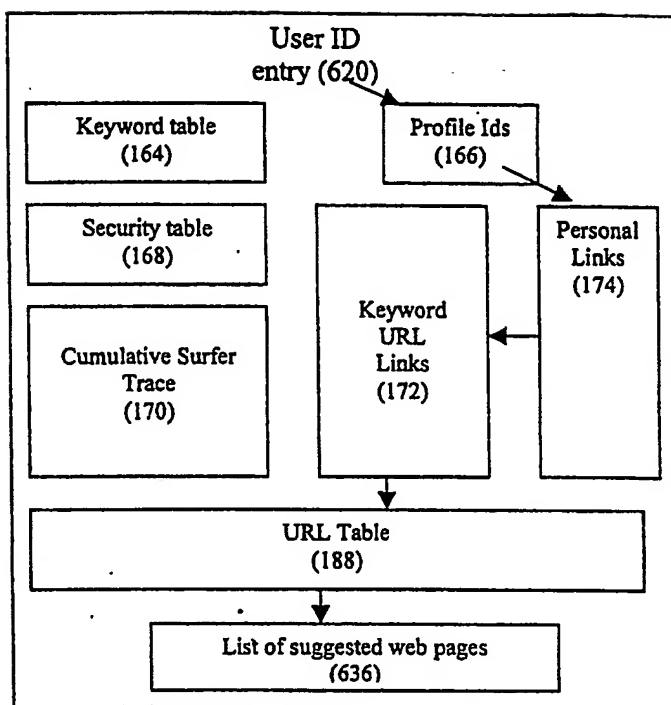 User ID
entry (620)
Keyword table
(164)
Profile Ids
(166)
Security table
(168)
Personal
Links
(174)
Keyword
URL
Links
(172)
Cumulative Surfer
Trace
(170)
URL Table
(188)
List of suggested web pages
(636)